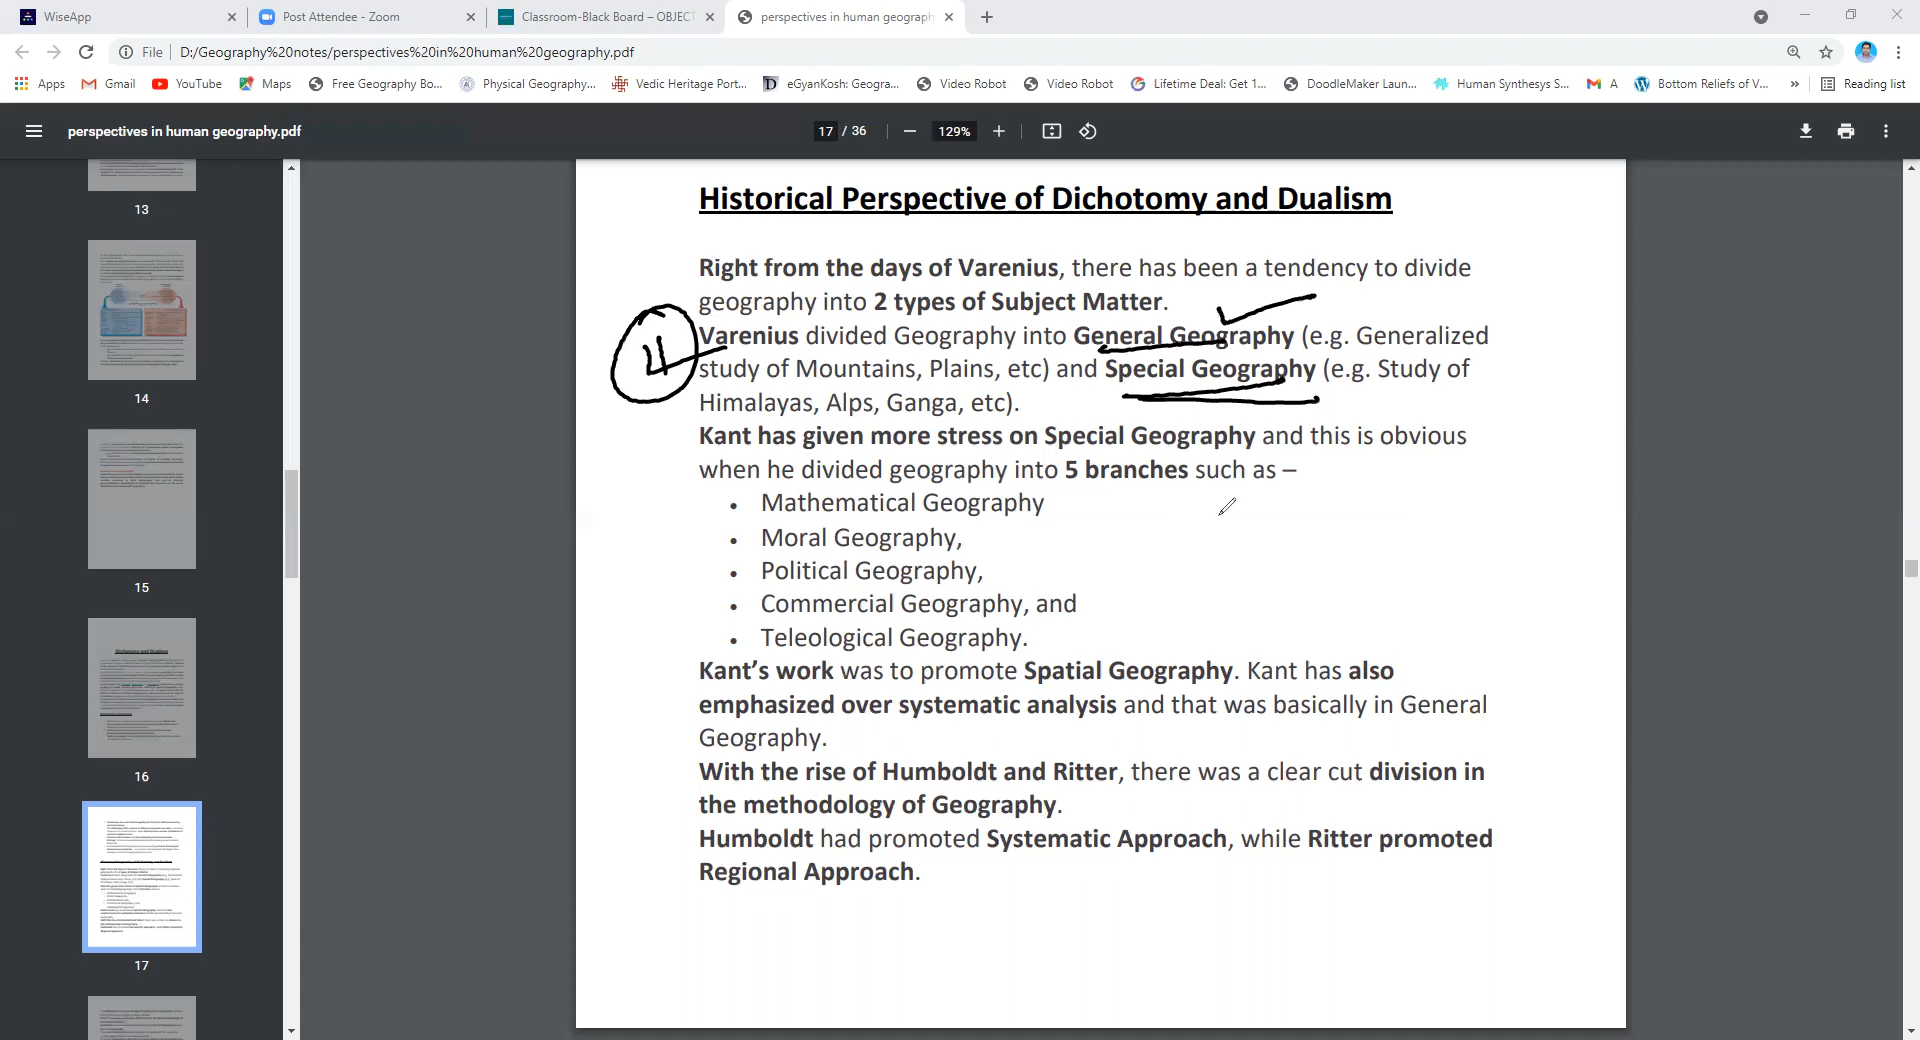 WiseApp
Post Attendee - Zoom
Classroom-Black Board – OBJECT
perspectives in human geograph
File
D:/Geography%20notes/perspectives%20in%20human%20geography.pdf
Apps
Gmail
YouTube
Maps
Free Geography Bo...
Physical Geography...
Vedic Heritage Port...
eGyanKosh: Geogra...
Video Robot
Video Robot
Lifetime Deal: Get 1...
DoodleMaker Laun...
Human Synthesys S...
A
Bottom Reliefs of V...
»
Reading list
perspectives in human geography.pdf
17 / 36
129%
13
14
15
Dichotomy and Dualism
16
17
Historical Perspective of Dichotomy and Dualism
Right from the days of Varenius, there has been a tendency to divide
geography into 2 types of Subject Matter.
Varenius divided Geography into General Geography (e.g. Generalized
study of Mountains, Plains, etc) and Special Geography (e.g. Study of
Himalayas, Alps, Ganga, etc).
Kant has given more stress on Special Geography and this is obvious
when he divided geography into 5 branches such as –
• Mathematical Geography
• Moral Geography,
• Political Geography,
• Commercial Geography, and
• Teleological Geography.
Kant’s work was to promote Spatial Geography. Kant has also
emphasized over systematic analysis and that was basically in General
Geography.
With the rise of Humboldt and Ritter, there was a clear cut division in
the methodology of Geography.
Humboldt had promoted Systematic Approach, while Ritter promoted
Regional Approach.